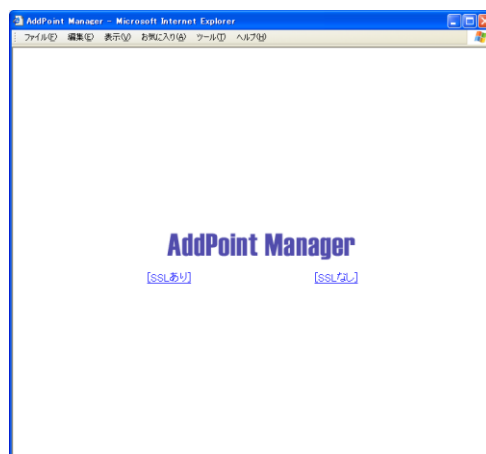 AddPoint Manager - Microsoft Internet Explorer
ファイル(F) 編集(E) 表示(V) お気に入り(A) ツール(T) ヘルプ(H)
AddPoint Manager
[SSLあり] [SSLなし]